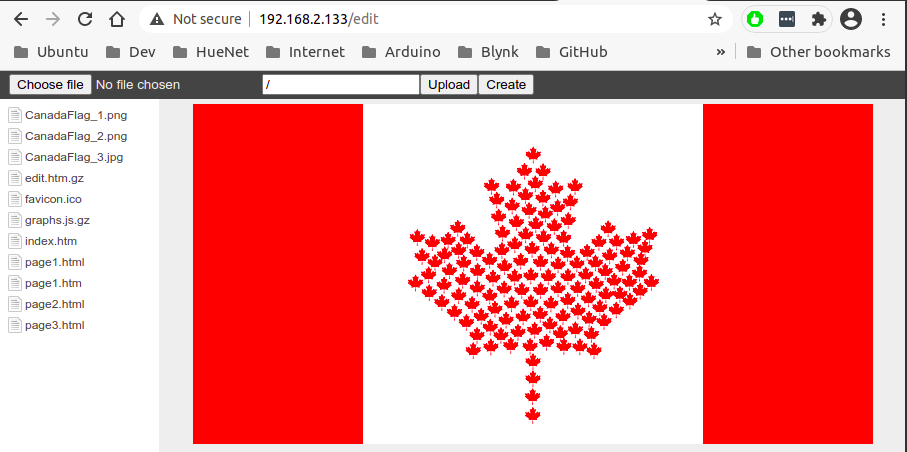 Not secure 192.168.2.133/edit
Ubuntu Dev HueNet Internet Arduino Blynk GitHub » Other bookmarks
Choose file No file chosen / Upload Create
CanadaFlag_1.png
CanadaFlag_2.png
CanadaFlag_3.jpg
edit.htm.gz
favicon.ico
graphs.js.gz
index.htm
page1.html
page1.htm
page2.html
page3.html